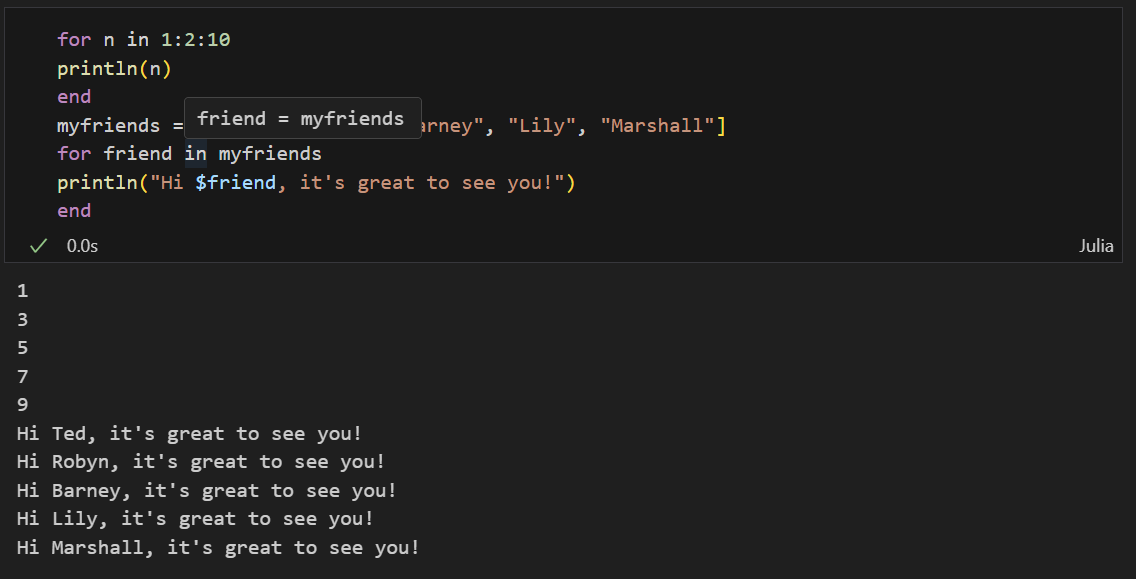 for n in 1:2:10
println(n)
end
friend = myfriends
myfriends = arney", "Lily", "Marshall"]
for friend in myfriends
println("Hi $friend, it's great to see you!")
end
0.0s
Julia
1
3
5
7
9
Hi Ted, it's great to see you!
Hi Robyn, it's great to see you!
Hi Barney, it's great to see you!
Hi Lily, it's great to see you!
Hi Marshall, it's great to see you!